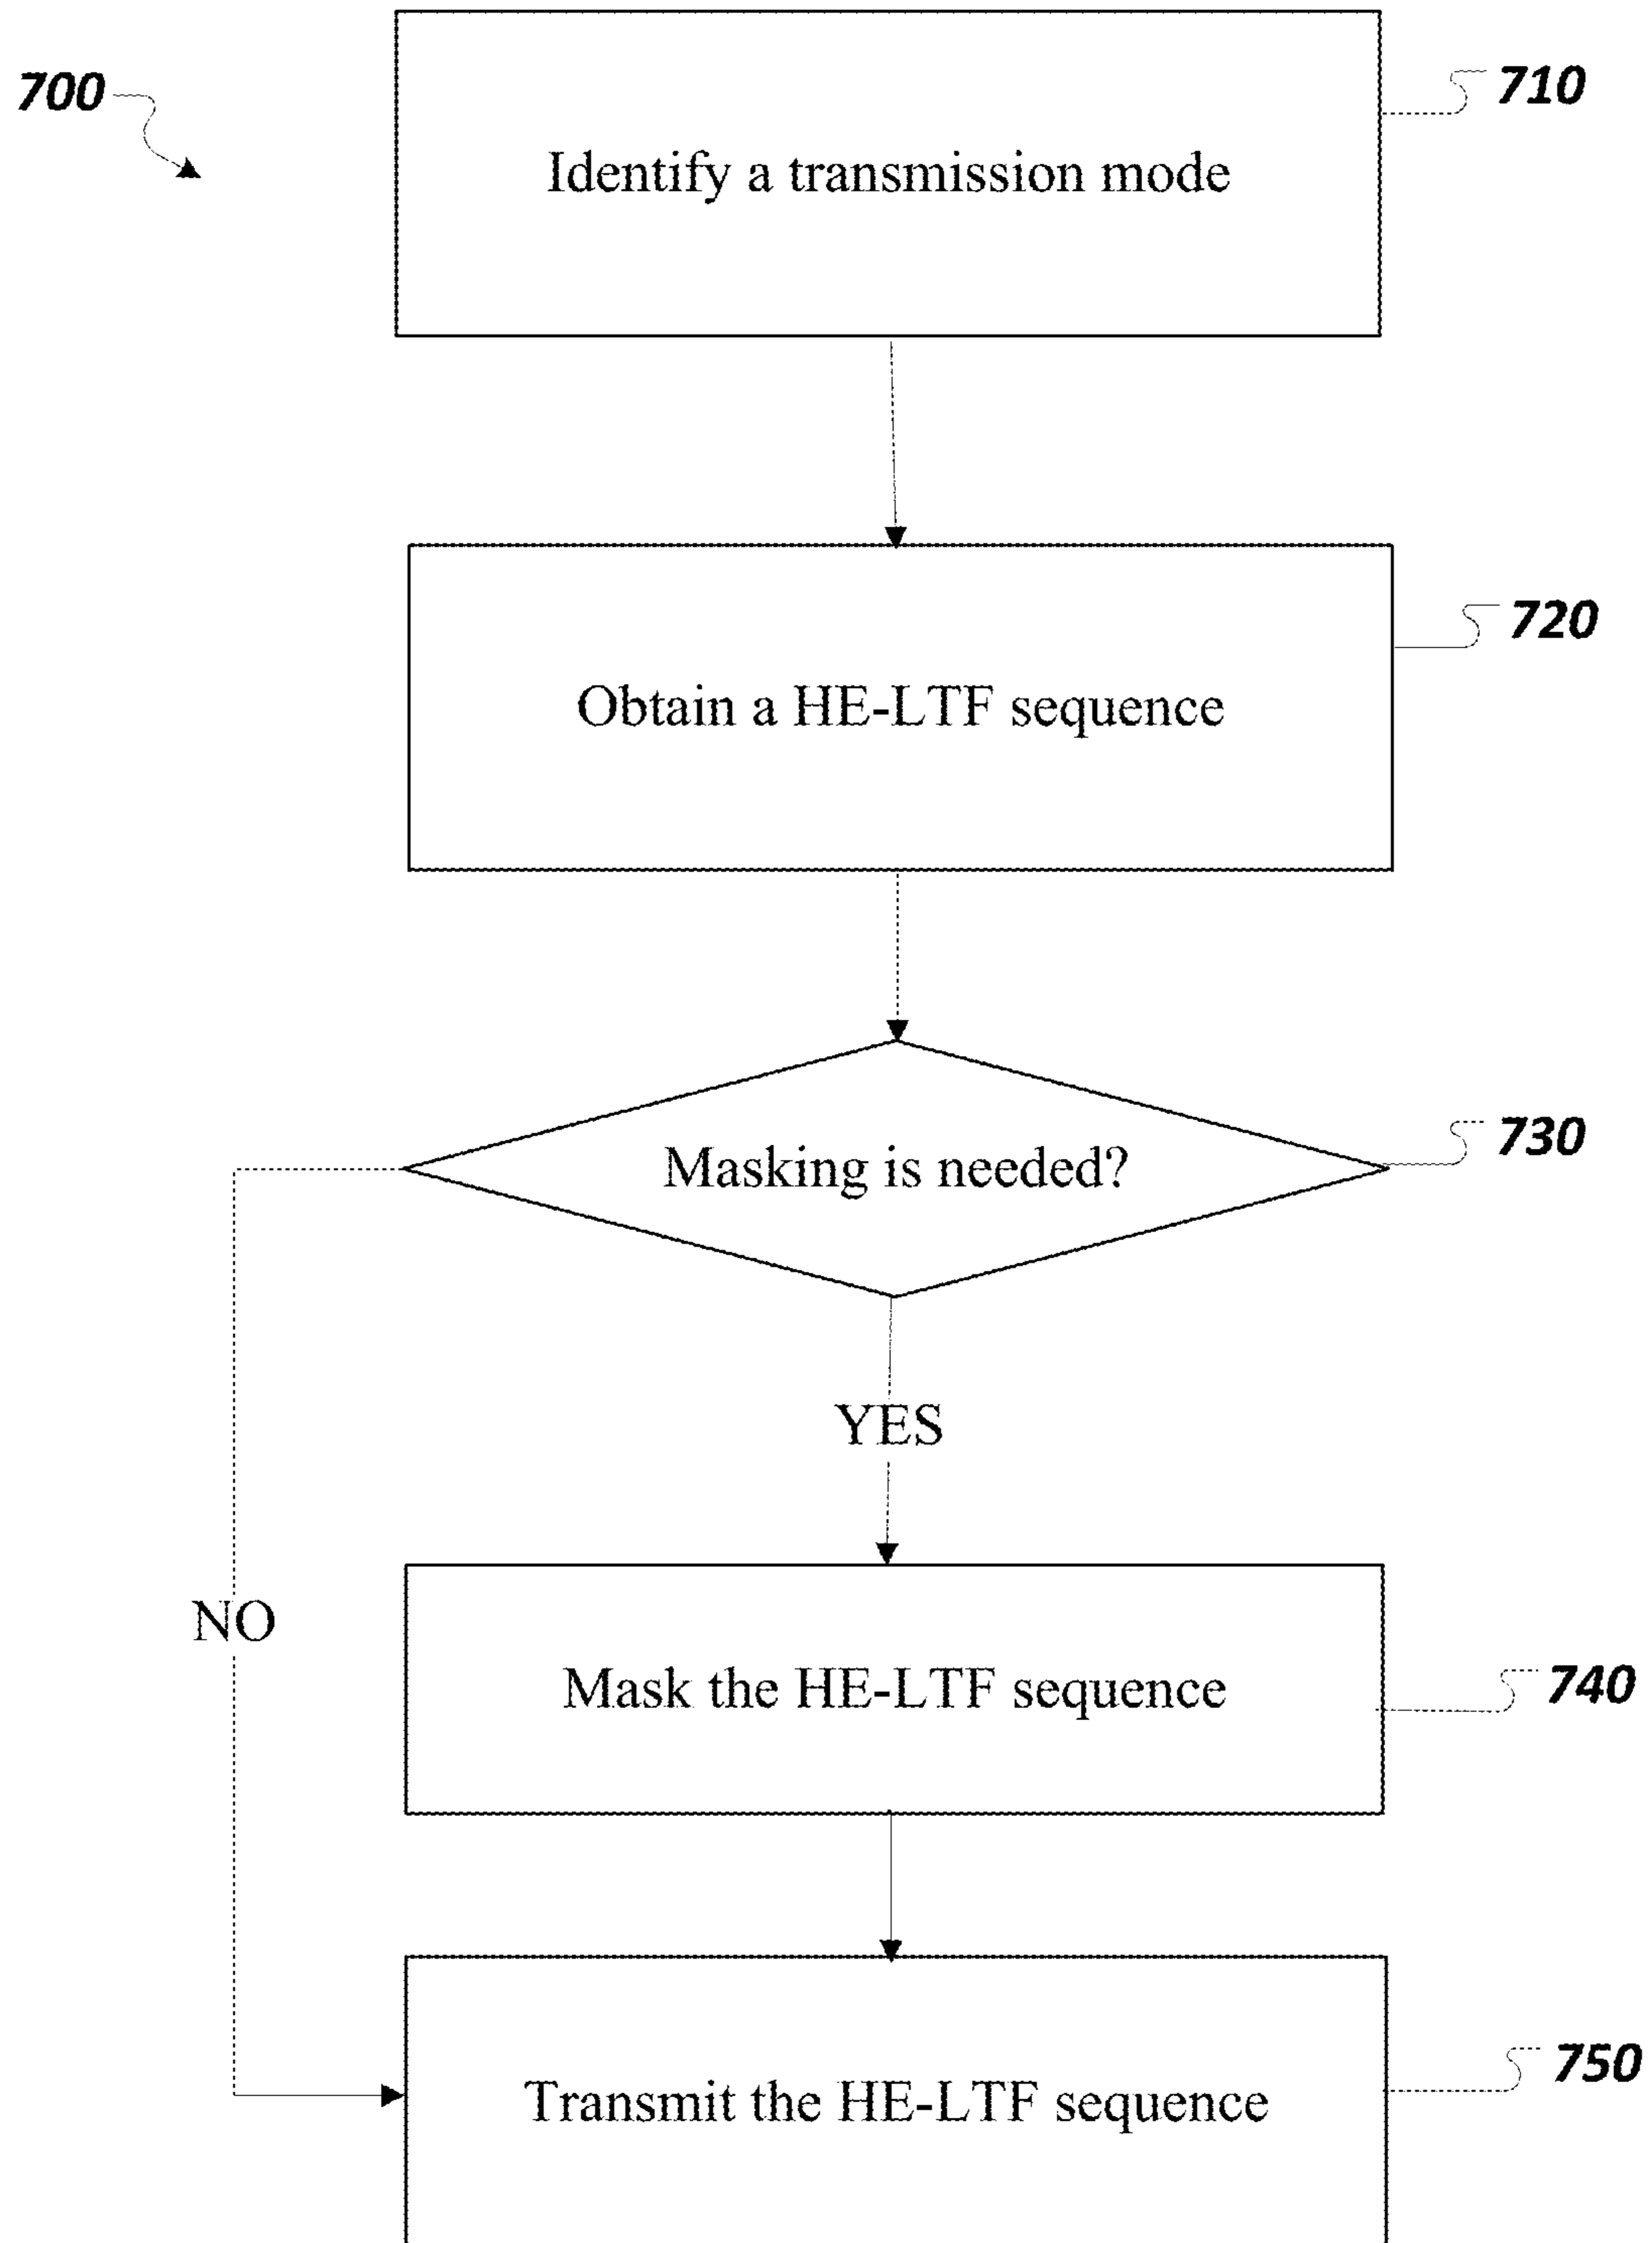 700
710
Identify a transmission mode
720
Obtain a HE-LTF sequence
730
Masking is needed?
YES
NO
Mask the HE-LTF sequence
740
750
Transmit the HE-LTF sequence